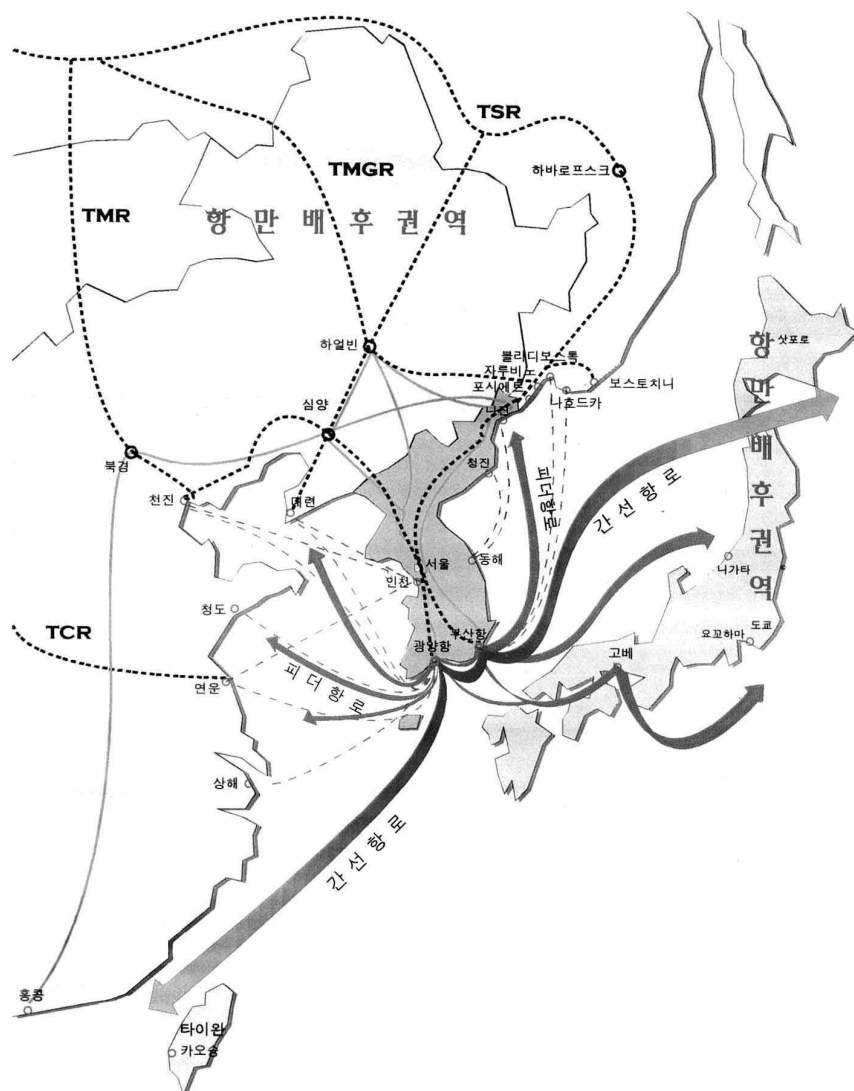 TSR
TMGR
하바로프스크
TMR
항만배후권역
하얼빈
블라디보스톡
자루비노
포시에트
나진
나호드카
보스토치니
삿포로
항만배후권역
심양
북경
천진
대련
청진
피더항로
간선항로
동해
서울
인천
니가타
청도
TCR
광양항
부산항
고베
요꼬하마
도쿄
연운
피더항로
상해
간선항로
홍콩
타이완
카오슝